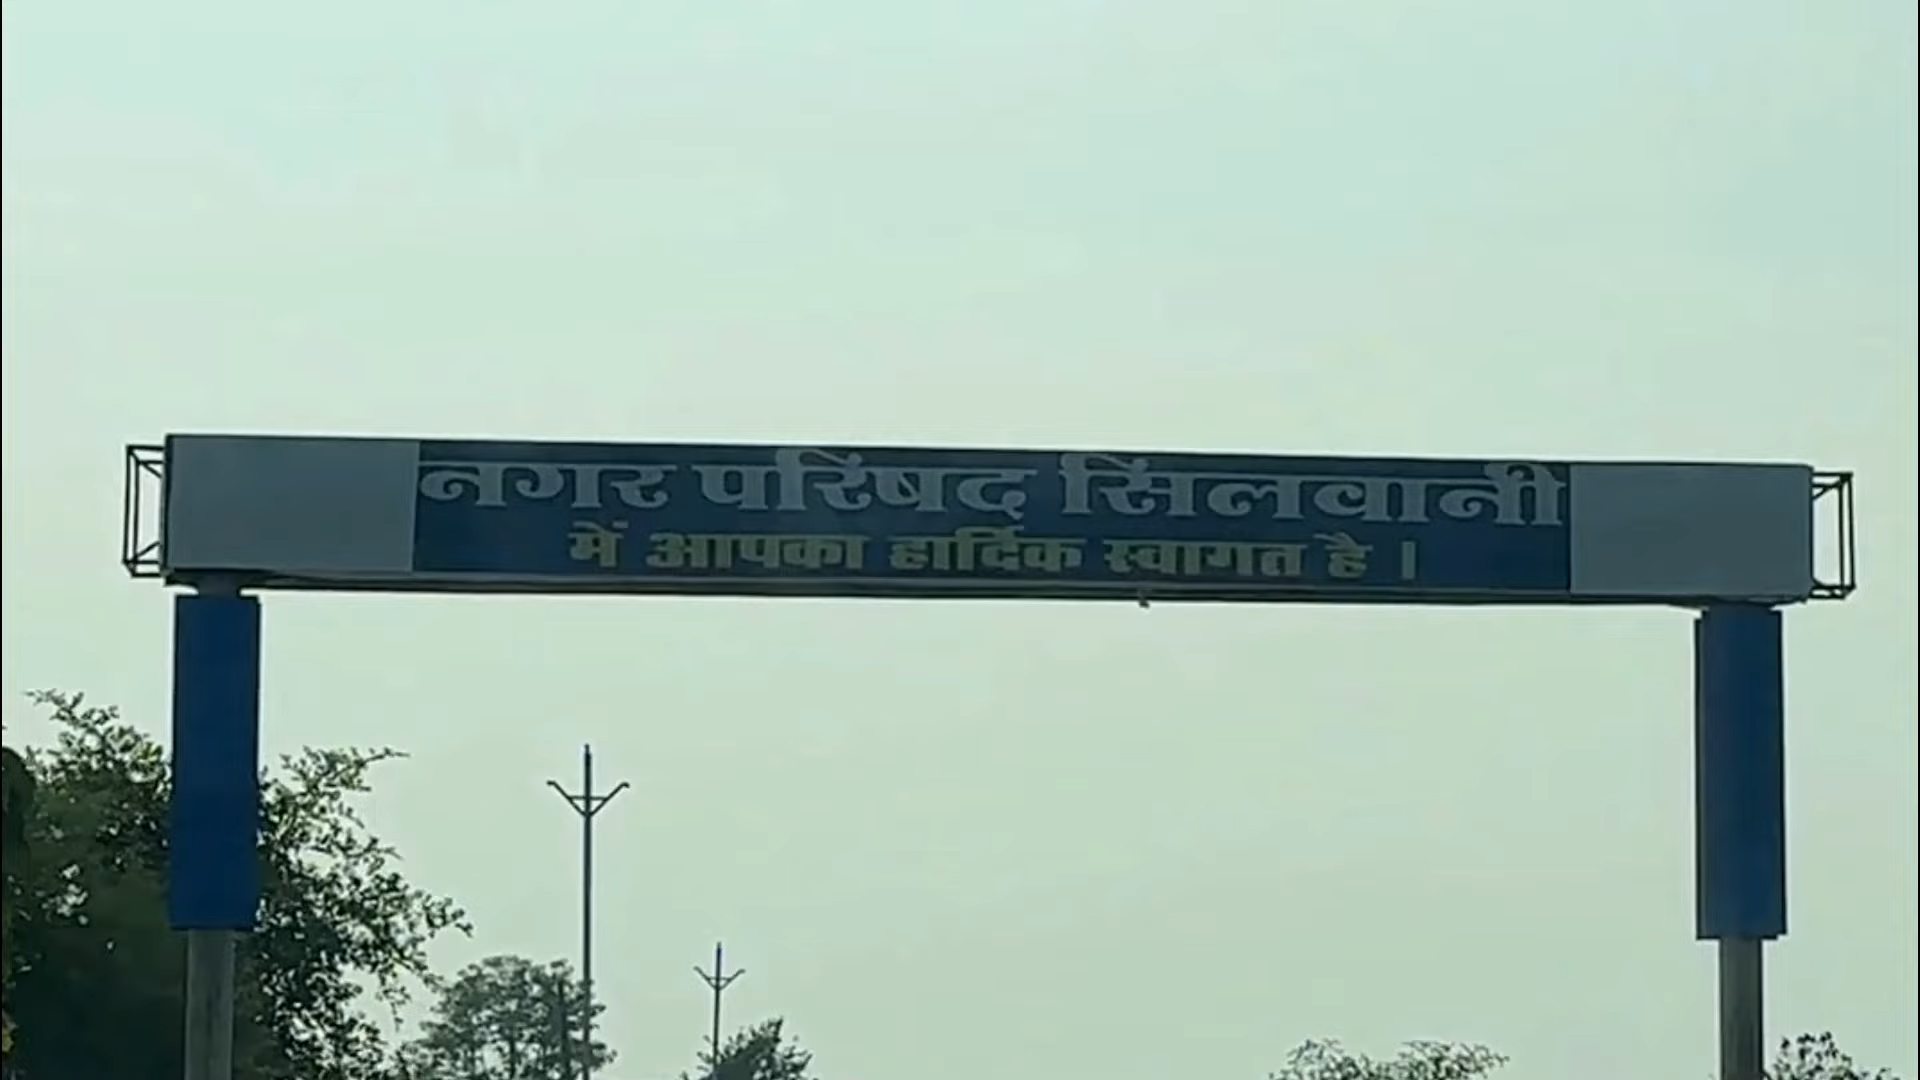 नगर परिषद सिलवानी
में आपका हार्दिक स्वागत है ।